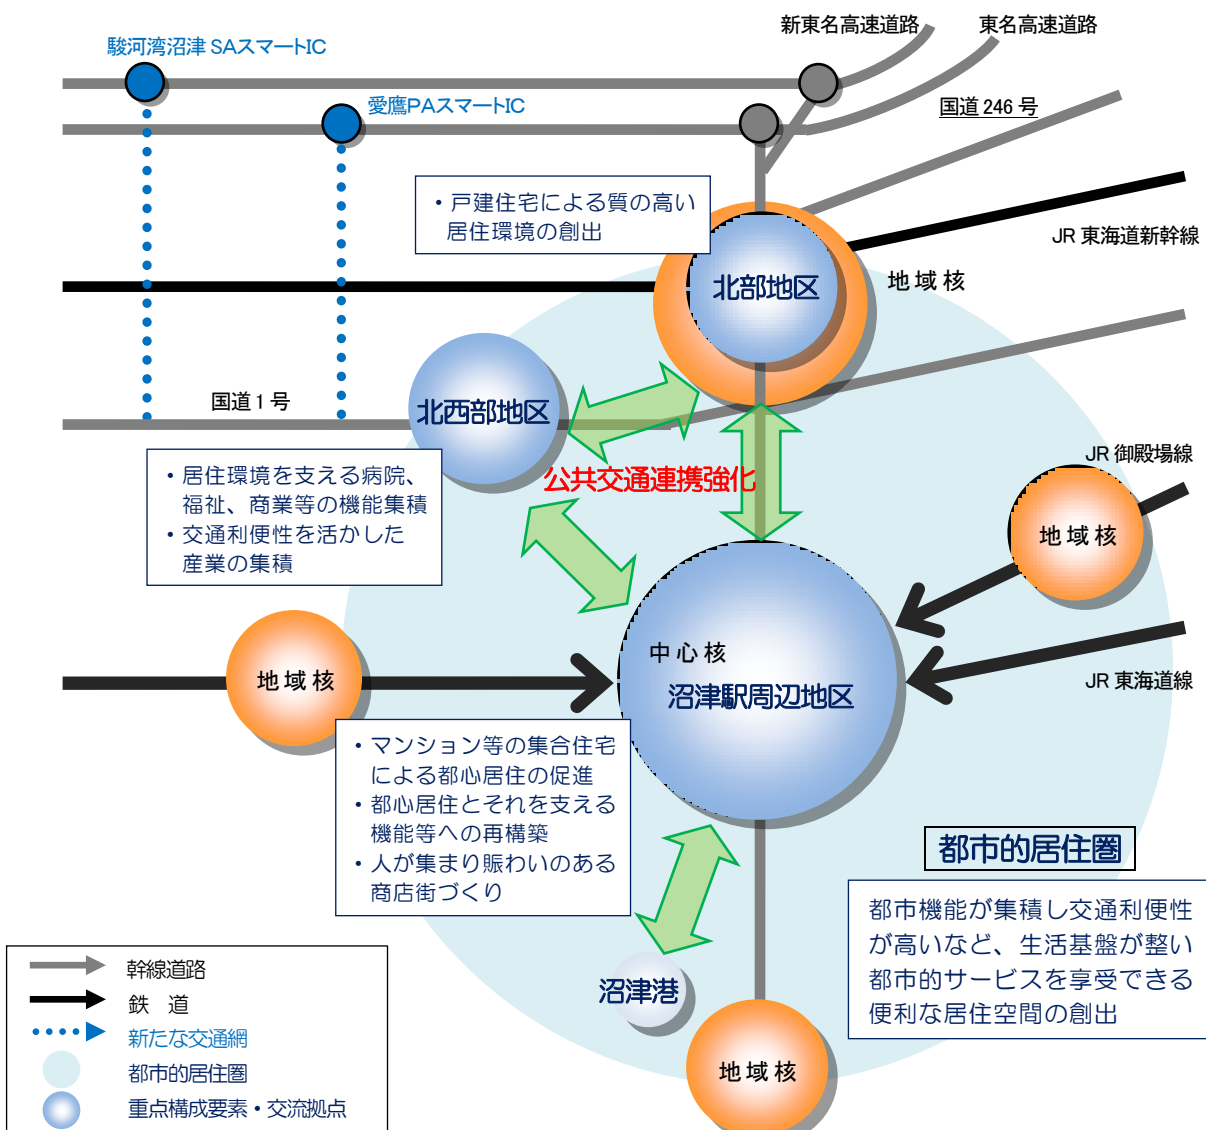 新東名高速道路
東名高速道路
駿河湾沼津 SAスマートIC
愛鷹PAスマートIC
国道 246 号
・戸建住宅による質の高い
居住環境の創出
JR 東海道新幹線
北部地区
地域核
国道 1 号
北西部地区
JR 御殿場線
・居住環境を支える病院、
福祉、商業等の機能集積
・交通利便性を活かした
産業の集積
公共交通連携強化
地域核
中心核
沼津駅周辺地区
地域核
JR 東海道線
・マンション等の集合住宅
による都心居住の促進
・都心居住とそれを支える
機能等への再構築
・人が集まり賑わいのある
商店街づくり
都市的居住圏
都市機能が集積し交通利便性
が高いなど、生活基盤が整い
都市的サービスを享受できる
便利な居住空間の創出
沼津港
地域核
幹線道路
鉄 道
新たな交通網
都市的居住圏
重点構成要素・交流拠点